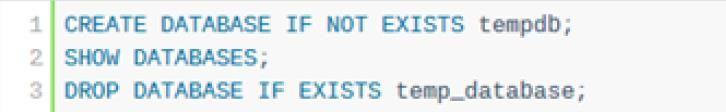 1 CREATE DATABASE IF NOT EXISTS tempdb;
2 SHOW DATABASES;
3 DROP DATABASE IF EXISTS temp_database;